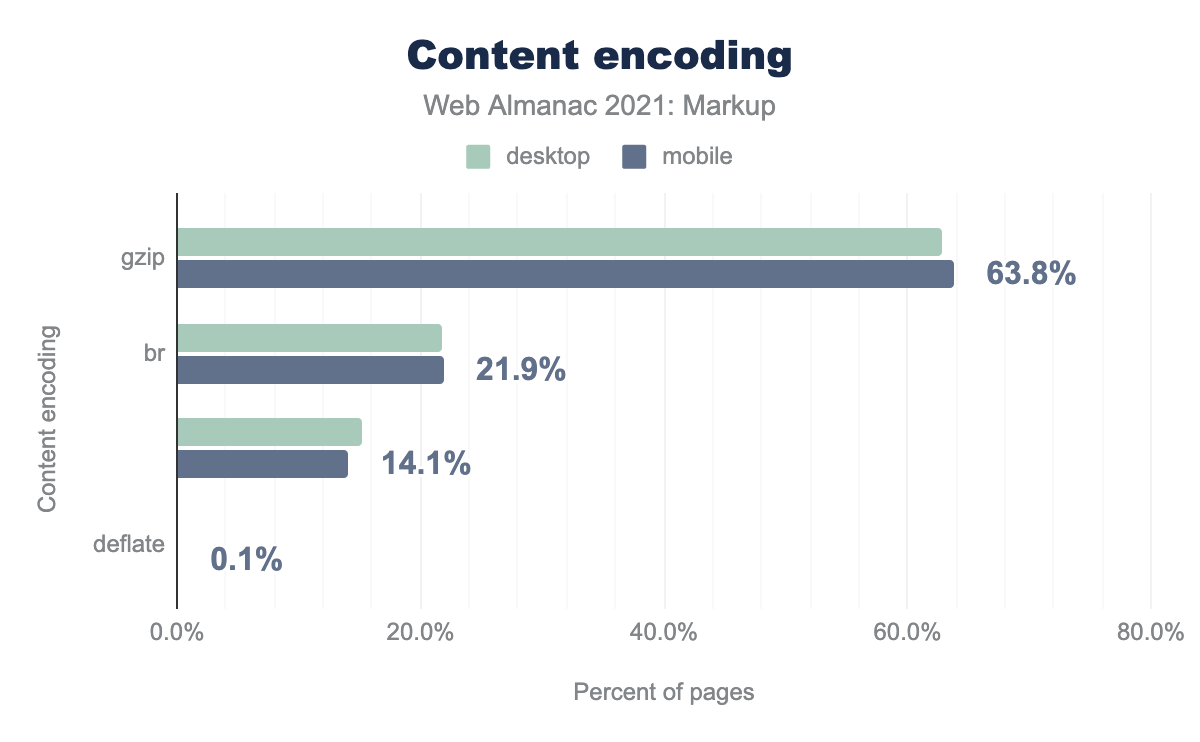 Content encoding
Web Almanac 2021: Markup
desktop mobile
gzip
63.8%
br
21.9%
14.1%
deflate
0.1%
Content encoding
0.0% 20.0% 40.0% 60.0% 80.0%
Percent of pages